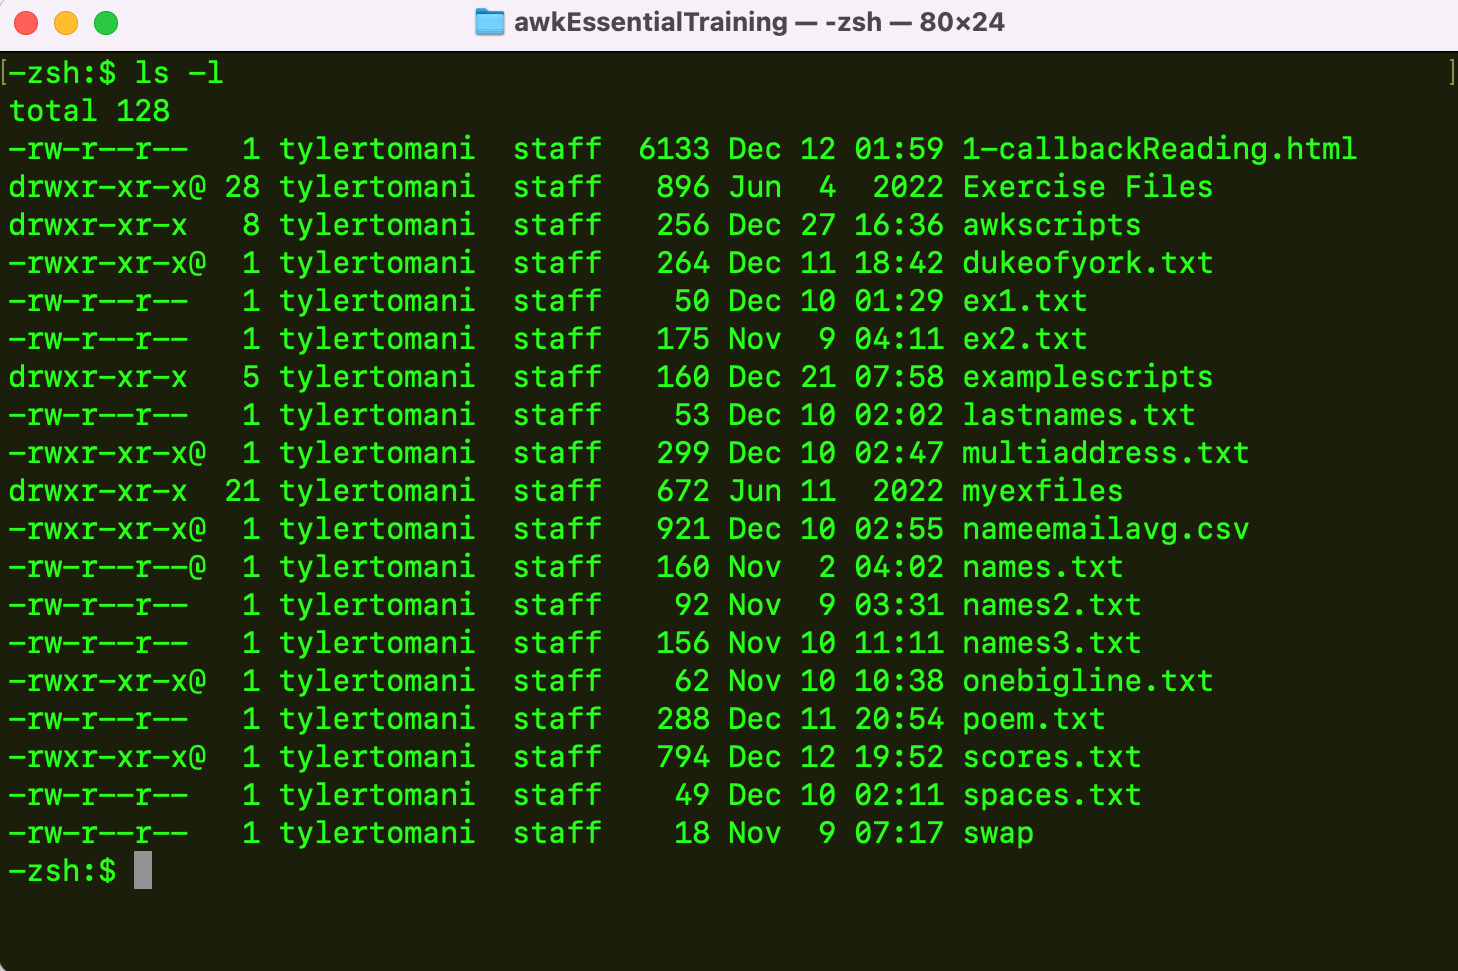 awkEssentialTraining — -zsh — 80×24
[-zsh:$ ls -l ]
total 128
-rw-r--r--   1 tylertomani  staff  6133 Dec 12 01:59 1-callbackReading.html
drwxr-xr-x@ 28 tylertomani  staff   896 Jun  4  2022 Exercise Files
drwxr-xr-x   8 tylertomani  staff   256 Dec 27 16:36 awkscripts
-rwxr-xr-x@  1 tylertomani  staff   264 Dec 11 18:42 dukeofyork.txt
-rw-r--r--   1 tylertomani  staff    50 Dec 10 01:29 ex1.txt
-rw-r--r--   1 tylertomani  staff   175 Nov  9 04:11 ex2.txt
drwxr-xr-x   5 tylertomani  staff   160 Dec 21 07:58 examplescripts
-rw-r--r--   1 tylertomani  staff    53 Dec 10 02:02 lastnames.txt
-rwxr-xr-x@  1 tylertomani  staff   299 Dec 10 02:47 multiaddress.txt
drwxr-xr-x  21 tylertomani  staff   672 Jun 11  2022 myexfiles
-rwxr-xr-x@  1 tylertomani  staff   921 Dec 10 02:55 nameemailavg.csv
-rw-r--r--@  1 tylertomani  staff   160 Nov  2 04:02 names.txt
-rw-r--r--   1 tylertomani  staff    92 Nov  9 03:31 names2.txt
-rw-r--r--   1 tylertomani  staff   156 Nov 10 11:11 names3.txt
-rwxr-xr-x@  1 tylertomani  staff    62 Nov 10 10:38 onebigline.txt
-rw-r--r--   1 tylertomani  staff   288 Dec 11 20:54 poem.txt
-rwxr-xr-x@  1 tylertomani  staff   794 Dec 12 19:52 scores.txt
-rw-r--r--   1 tylertomani  staff    49 Dec 10 02:11 spaces.txt
-rw-r--r--   1 tylertomani  staff    18 Nov  9 07:17 swap
-zsh:$